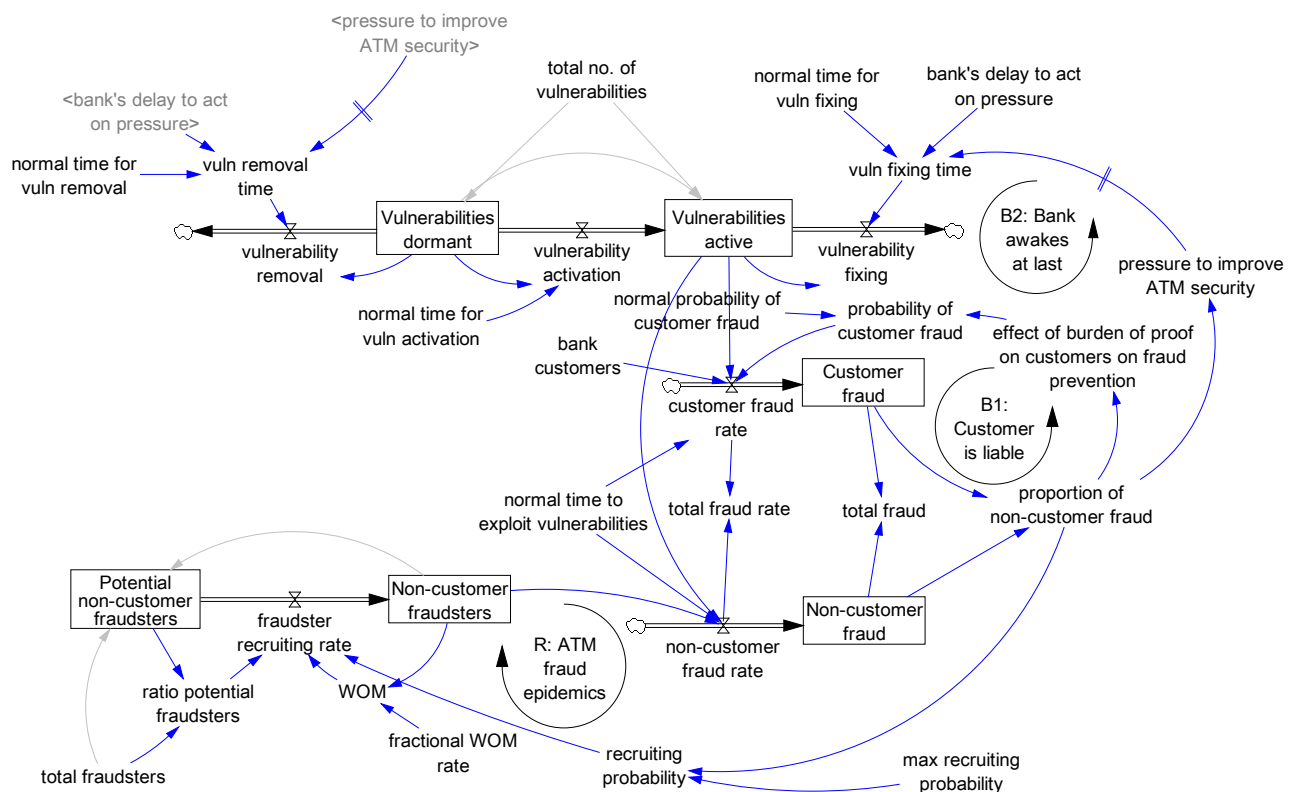 <pressure to improve
ATM security>
total no. of
vulnerabilities
normal time for
vuln fixing
bank's delay to act
on pressure
<bank's delay to act
on pressure>
normal time for
vuln removal
vuln removal
time
vuln fixing time
Vulnerabilities
dormant
Vulnerabilities
active
vulnerability
removal
vulnerability
activation
vulnerability
fixing
B2: Bank
awakes
at last
pressure to improve
ATM security
normal time for
vuln activation
normal probability of
customer fraud
probability of
customer fraud
effect of burden of proof
on customers on fraud
prevention
bank
customers
Customer
fraud
customer fraud
rate
B1:
Customer
is liable
normal time to
exploit vulnerabilities
total fraud rate
total fraud
proportion of
non-customer fraud
Potential
non-customer
fraudsters
Non-customer
fraudsters
fraudster
recruiting rate
Non-customer
fraud
non-customer
fraud rate
R: ATM
fraud
epidemics
ratio potential
fraudsters
WOM
fractional WOM
rate
total fraudsters
recruiting
probability
max recruiting
probability